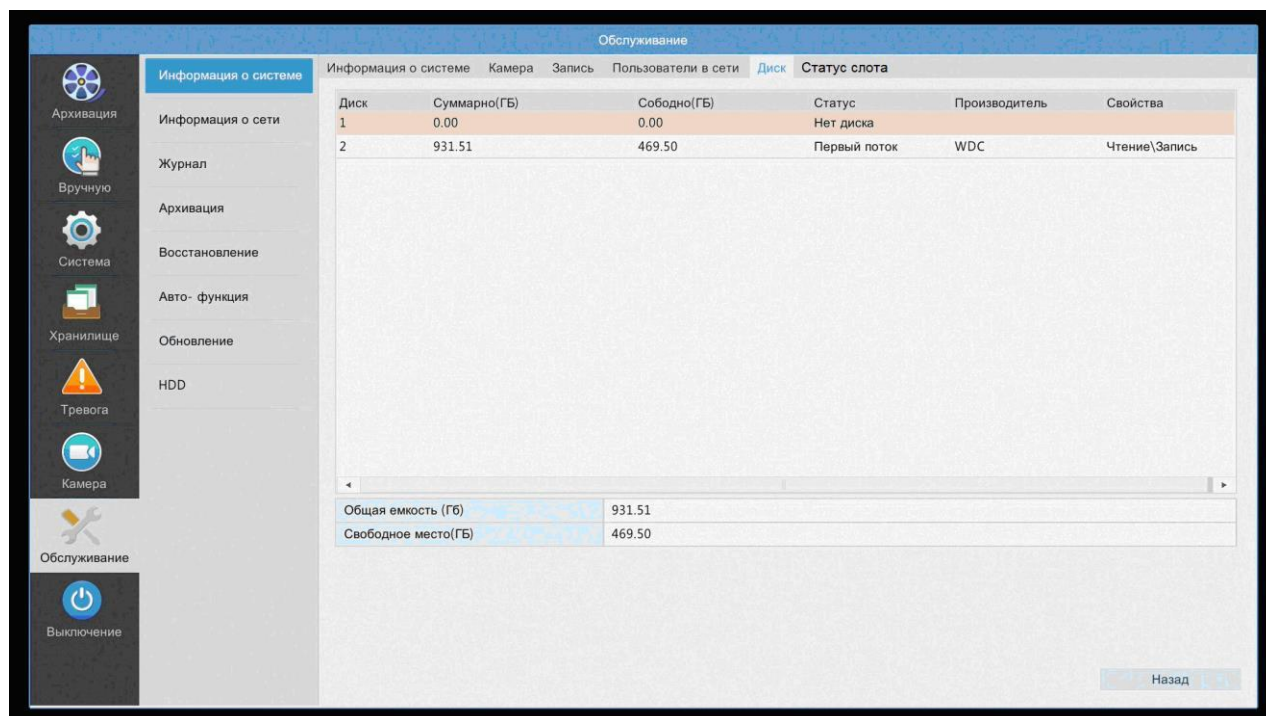 Обслуживание
Архивация
Вручную
Система
Хранилище
Тревога
Камера
Обслуживание
Выключение
Информация о системе
Информация о сети
Журнал
Архивация
Восстановление
Авто- функция
Обновление
HDD
Информация о системе Камера Запись Пользователи в сети Диск Статус слота
Диск Суммарно(ГБ) Сободно(ГБ) Статус Производитель Свойства
1 0.00 0.00 Нет диска
2 931.51 469.50 Первый поток WDC Чтение\Запись
Общая емкость (Гб) 931.51
Свободное место(ГБ) 469.50
Назад